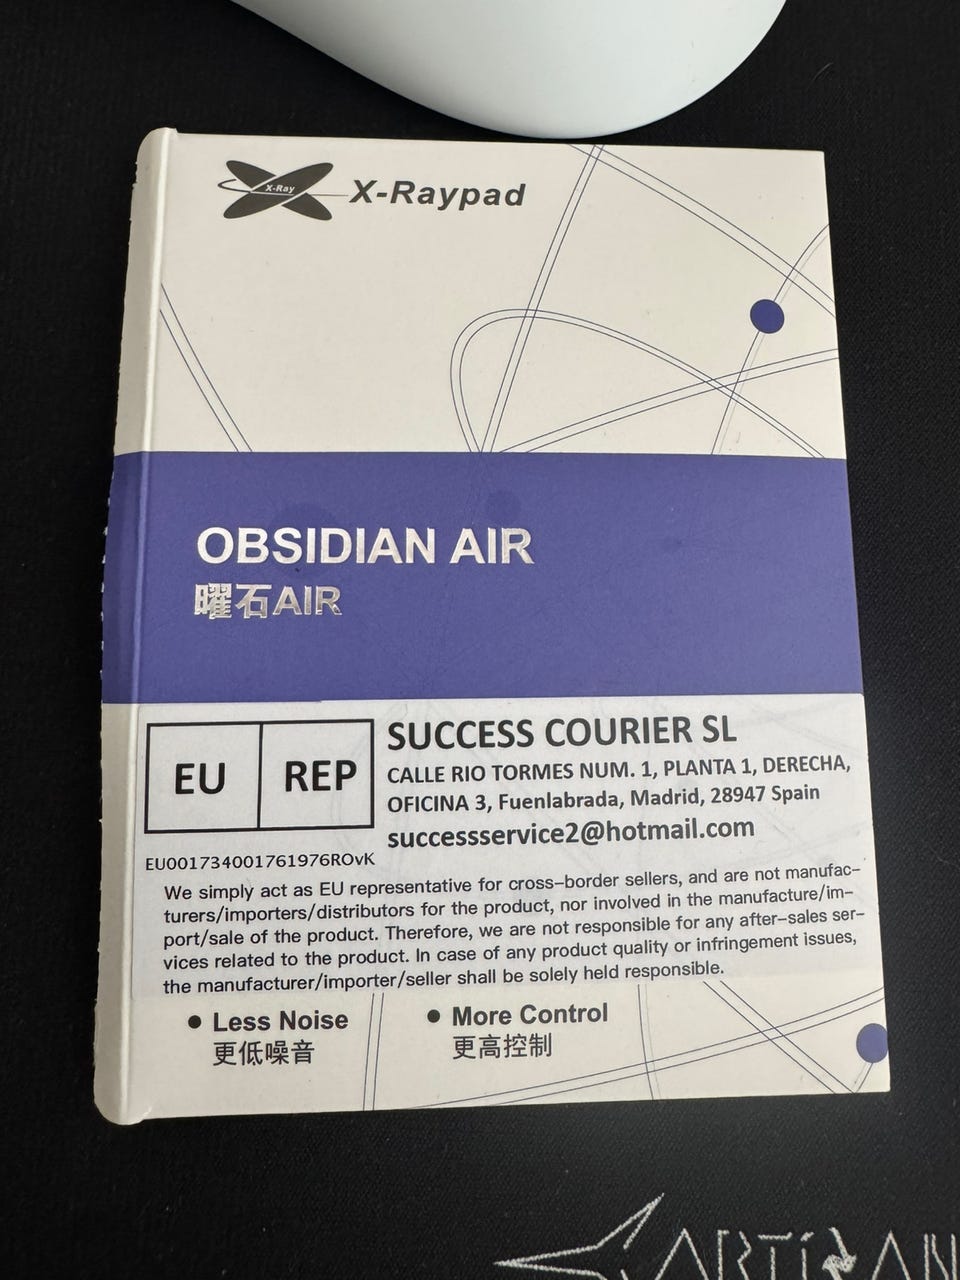 X-Ray
X-Raypad
OBSIDIAN AIR
曜石AIR
EU REP
SUCCESS COURIER SL
CALLE RIO TORMES NUM. 1, PLANTA 1, DERECHA,
OFICINA 3, Fuenlabrada, Madrid, 28947 Spain
successservice2@hotmail.com
EU001734001761976ROvK
We simply act as EU representative for cross-border sellers, and are not manufac-
turers/importers/distributors for the product, nor involved in the manufacture/im-
port/sale of the product. Therefore, we are not responsible for any after-sales ser-
vices related to the product. In case of any product quality or infringement issues,
the manufacturer/importer/seller shall be solely held responsible.
● Less Noise
更低噪音
● More Control
更高控制
ARTISAN